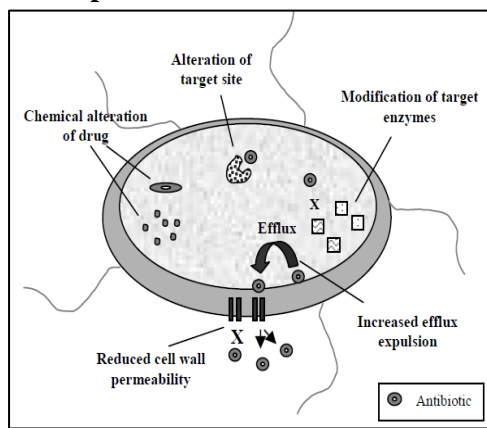 Alteration of
target site
Modification of target
enzymes
Chemical alteration
of drug
X
Efflux
Increased efflux
expulsion
Reduced cell wall
permeability
X
Antibiotic